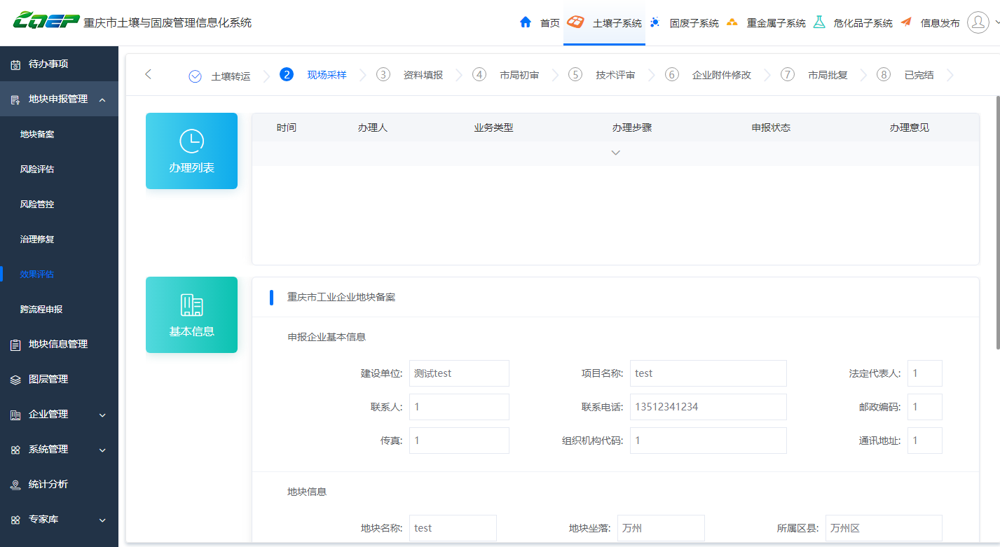 CQEP 重庆市土壤与固废管理信息化系统 首页 土壤子系统 固废子系统 重金属子系统 危化品子系统 信息发布
待办事项
地块申报管理
地块备案
风险评估
风险管控
治理修复
效果评估
跨流程申报
地块信息管理
图层管理
企业管理
系统管理
统计分析
专家库
土壤转运 2 现场采样 3 资料填报 4 市局初审 5 技术评审 6 企业附件修改 7 市局批复 8 已完结
办理列表
时间 办理人 业务类型 办理步骤 申报状态 办理意见
基本信息
重庆市工业企业地块备案
申报企业基本信息
建设单位: 测试test 项目名称: test 法定代表人: 1
联系人: 1 联系电话: 13512341234 邮政编码: 1
传真: 1 组织机构代码: 1 通讯地址: 1
地块信息
地块名称: test 地块坐落: 万州 所属区县: 万州区